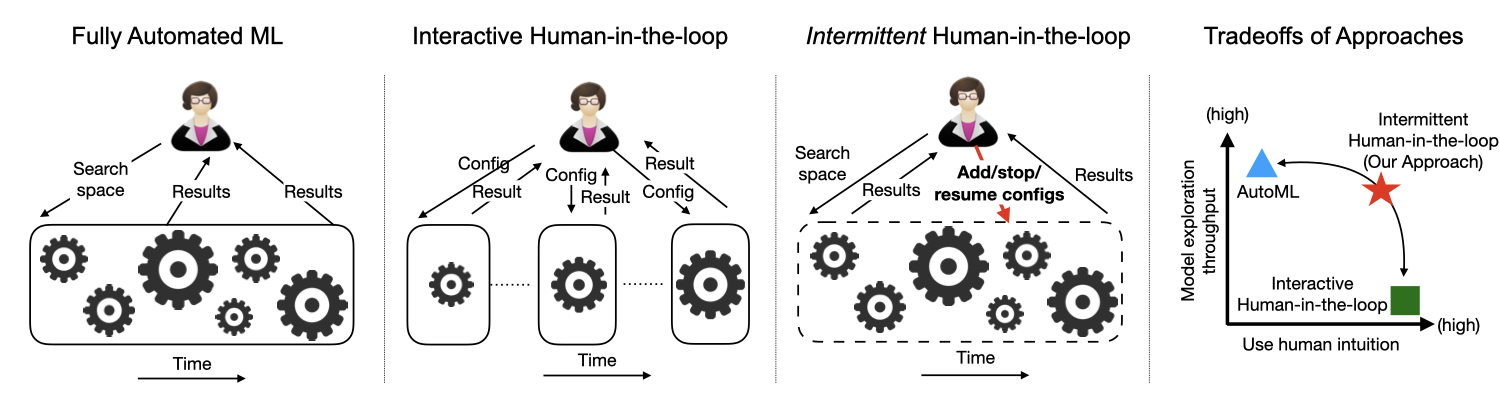 Fully Automated ML
Search
space
Results
Results
Time
Interactive Human-in-the-loop
Config
Result
Config
Result
Result
Config
Time
Intermittent Human-in-the-loop
Search
space
Results
Add/stop/
resume configs
Results
Time
Tradeoffs of Approaches
(high)
Model exploration
throughput
Intermittent
Human-in-the-loop
(Our Approach)
AutoML
Interactive
Human-in-the-loop
(high)
Use human intuition